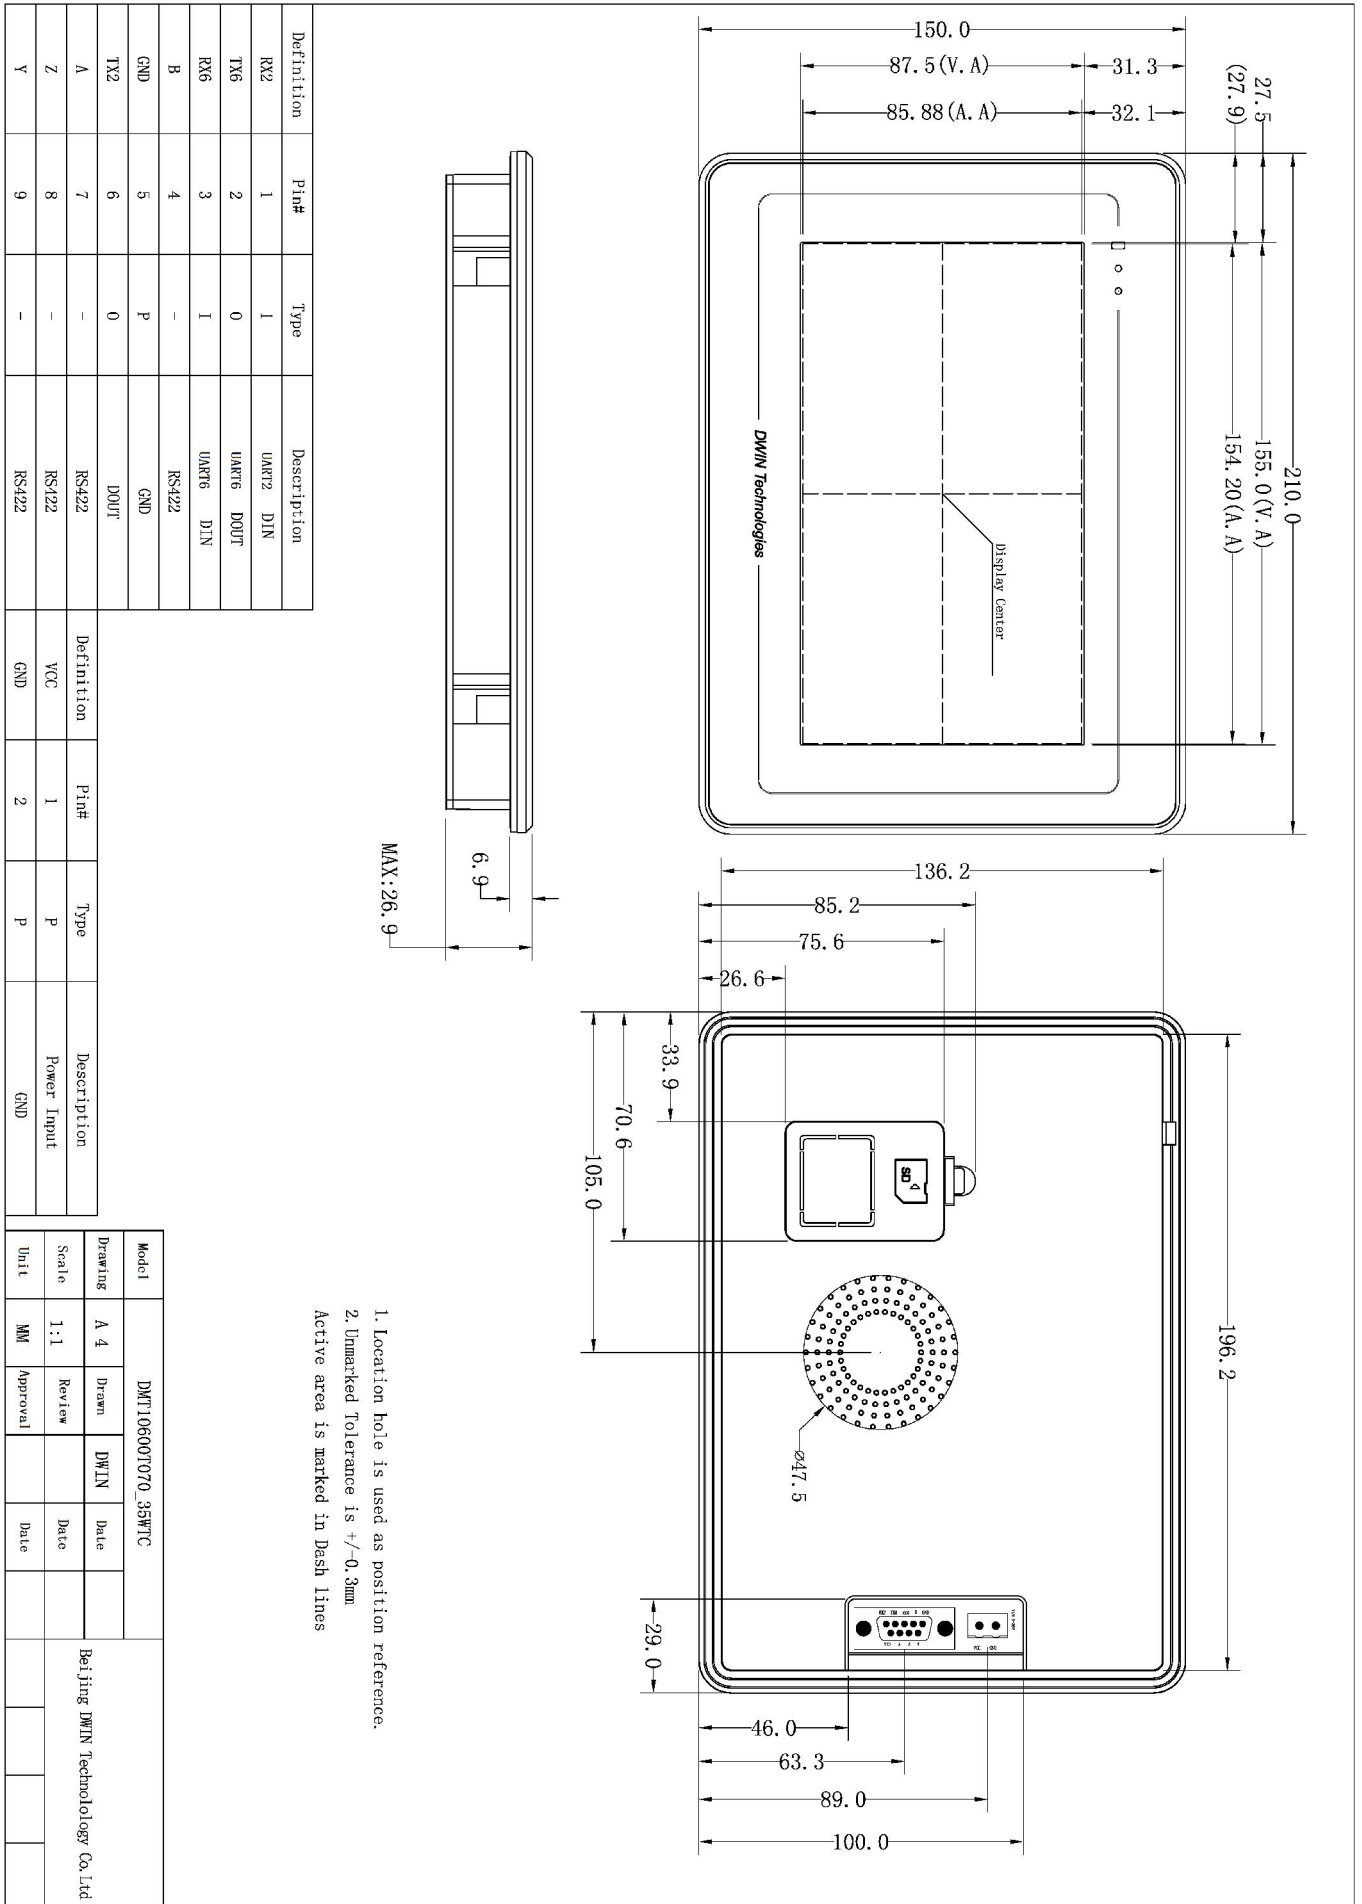 150.0
87.5(V.A)
31.3
85.88(A.A)
32.1
27.5
(27.9)
210.0
155.0(V.A)
154.20(A.A)
Display Center
DWIN Technologies
6.9
MAX:26.9
136.2
85.2
75.6
26.6
33.9
70.6
105.0
SD
196.2
ø47.5
29.0
46.0
63.3
89.0
100.0
1. Location hole is used as position reference.
2. Unmarked Tolerance is +/-0.3mm
Active area is marked in Dash lines
Definition Pin# Type Description
RX2 1 I UART2 DIN
TX6 2 O UART6 DOUT
RX6 3 I UART6 DIN
B 4 - RS422
GND 5 P GND
TX2 6 O DOUT
A 7 - RS422
Z 8 - RS422
Y 9 - RS422
Definition Pin# Type Description
VCC 1 P Power Input
GND 2 P GND
Model DMT10600T070_35WTC
Drawing A 4 Drawn DWIN Date
Scale 1:1 Review Date
Unit MM Approval Date
Beijing DWIN Technolology Co.Ltd